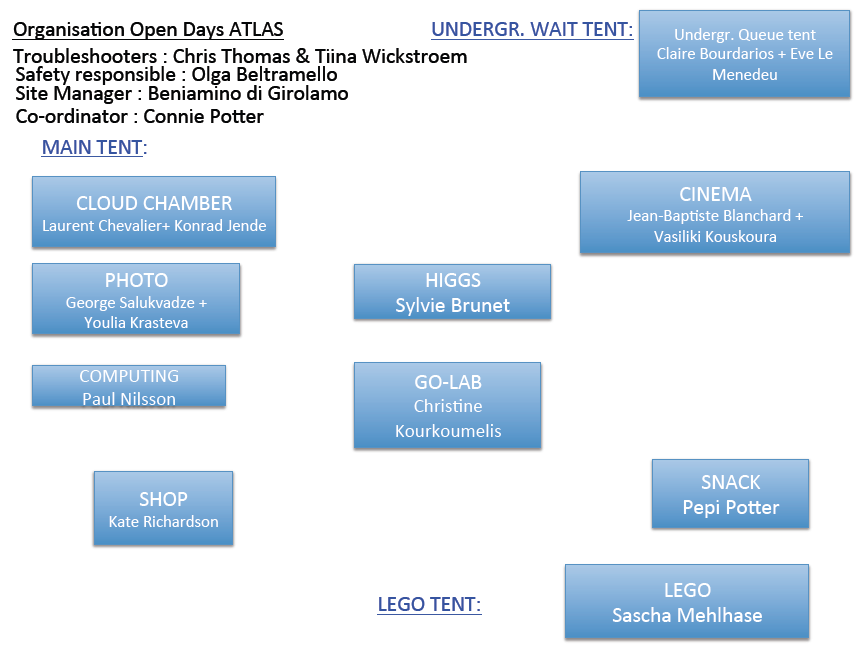 Organisation Open Days ATLAS
Troubleshooters : Chris Thomas & Tiina Wickstroem
Safety responsible : Olga Beltramello
Site Manager : Beniamino di Girolamo
Co-ordinator : Connie Potter
UNDERGR. WAIT TENT:
Undergr. Queue tent
Claire Bourdarios + Eve Le
Menedeu
MAIN TENT:
CLOUD CHAMBER
Laurent Chevalier+ Konrad Jende
CINEMA
Jean-Baptiste Blanchard +
Vasiliki Kouskoura
PHOTO
George Salukvadze +
Youlia Krasteva
HIGGS
Sylvie Brunet
COMPUTING
Paul Nilsson
GO-LAB
Christine
Kourkoumelis
SHOP
Kate Richardson
SNACK
Pepi Potter
LEGO TENT:
LEGO
Sascha Mehlhase